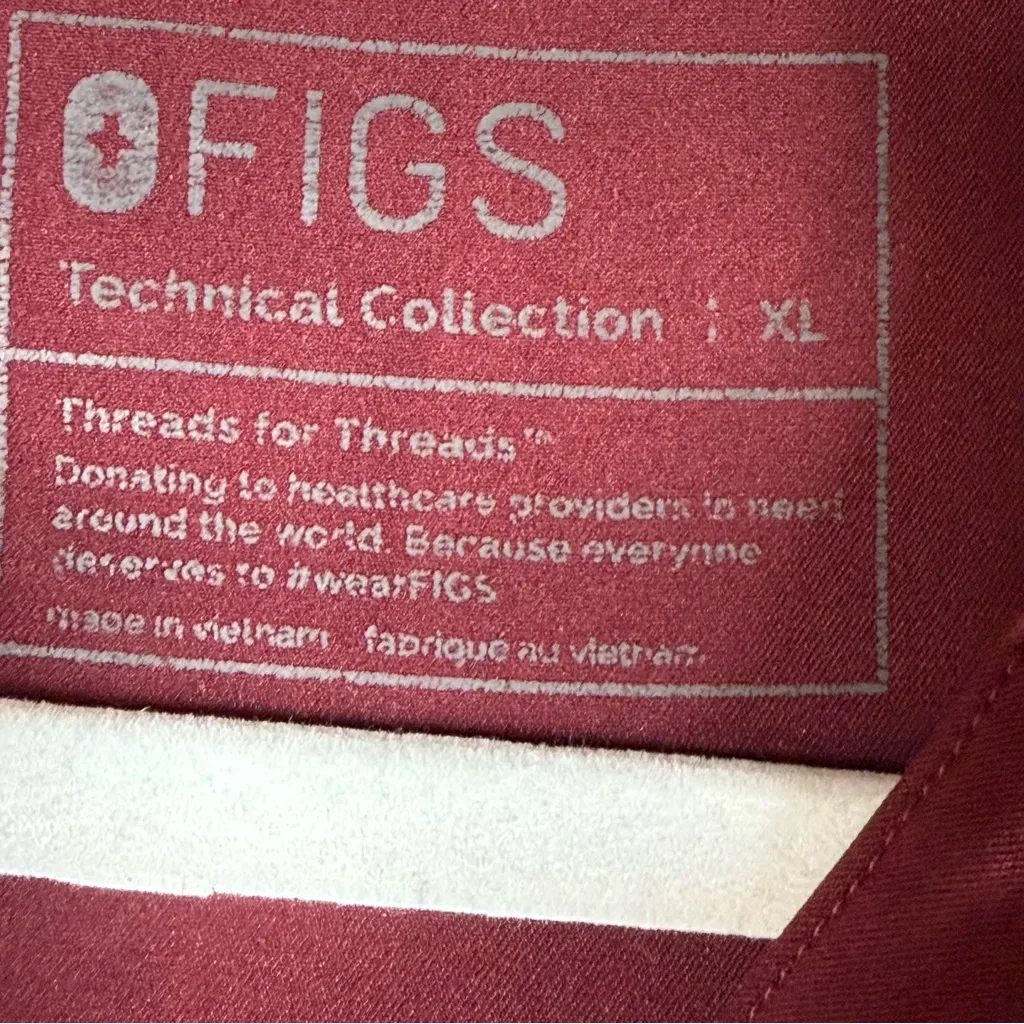 FIGS
Technical Collection | XL
Threads for Threads™
Donating to healthcare providers in need
around the world. Because everyone
deserves to #wearFIGS
made in vietnam fabriqué au vietnam